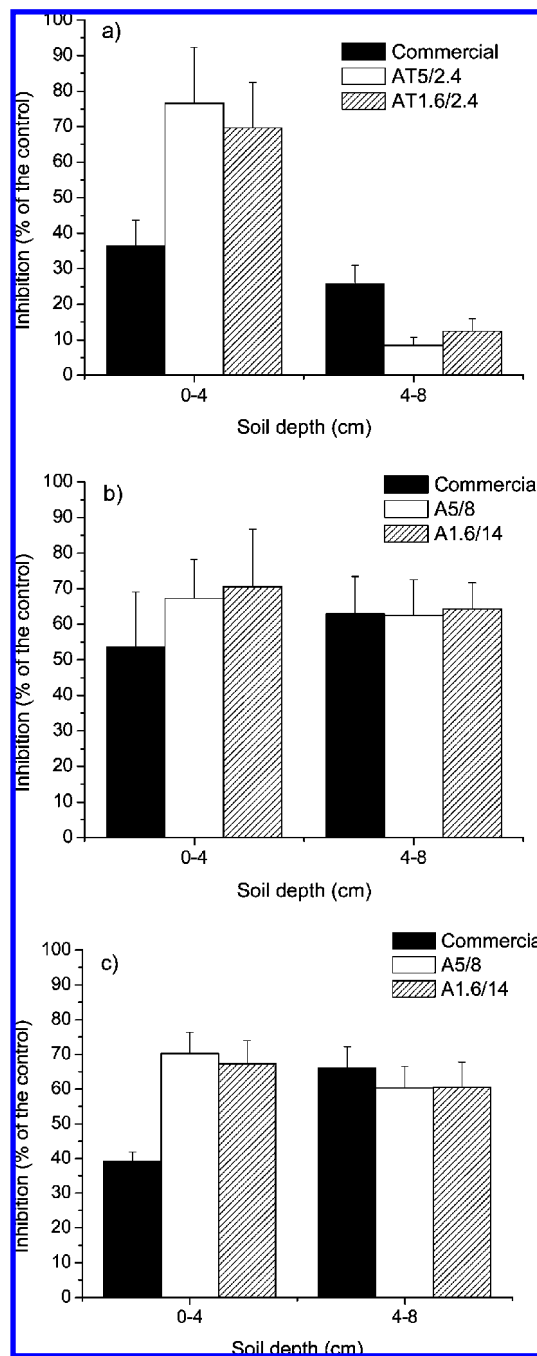 a)
Commercial
AT5/2.4
AT1.6/2.4
Inhibition (% of the control)
100
90
80
70
60
50
40
30
20
10
0
0-4
4-8
Soil depth (cm)
b)
Commercia
A5/8
A1.6/14
Inhibition (% of the control)
100
90
80
70
60
50
40
30
20
10
0
0-4
4-8
Soil depth (cm)
c)
Commercia
A5/8
A1.6/14
Inhibition (% of the control)
100
90
80
70
60
50
40
30
20
10
0
0-4
4-8
Soil depth (cm)